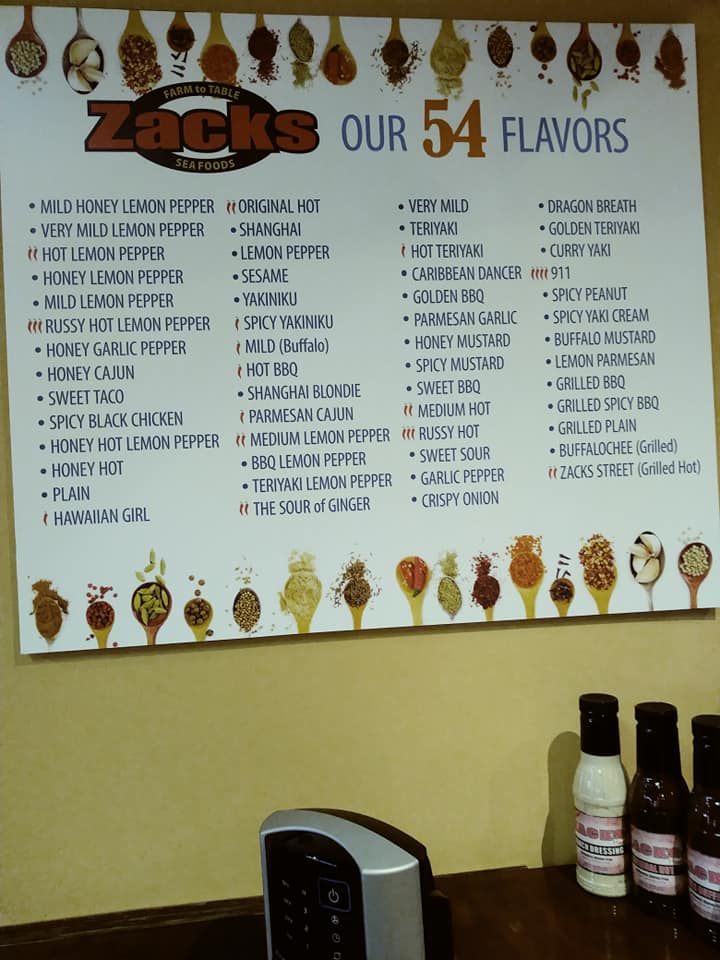 FARM to TABLE
Zacks
SEA FOODS
OUR 54 FLAVORS
• MILD HONEY LEMON PEPPER
• VERY MILD LEMON PEPPER
HOT LEMON PEPPER
• HONEY LEMON PEPPER
• MILD LEMON PEPPER
RUSSY HOT LEMON PEPPER
• HONEY GARLIC PEPPER
• HONEY CAJUN
• SWEET TACO
• SPICY BLACK CHICKEN
• HONEY HOT LEMON PEPPER
• HONEY HOT
• PLAIN
HAWAIIAN GIRL
ORIGINAL HOT
• SHANGHAI
• LEMON PEPPER
• SESAME
• YAKINIKU
SPICY YAKINIKU
MILD (Buffalo)
HOT BBQ
• SHANGHAI BLONDIE
PARMESAN CAJUN
MEDIUM LEMON PEPPER
• BBQ LEMON PEPPER
• TERIYAKI LEMON PEPPER
THE SOUR of GINGER
• VERY MILD
• TERIYAKI
HOT TERIYAKI
• CARIBBEAN DANCER
• GOLDEN BBQ
• PARMESAN GARLIC
• HONEY MUSTARD
• SPICY MUSTARD
• SWEET BBQ
MEDIUM HOT
RUSSY HOT
• SWEET SOUR
• GARLIC PEPPER
• CRISPY ONION
• DRAGON BREATH
• GOLDEN TERIYAKI
• CURRY YAKI
911
• SPICY PEANUT
• SPICY YAKI CREAM
• BUFFALO MUSTARD
• LEMON PARMESAN
• GRILLED BBQ
• GRILLED SPICY BBQ
• GRILLED PLAIN
• BUFFALOCHEE (Grilled)
ZACKS STREET (Grilled Hot)
DRESSING